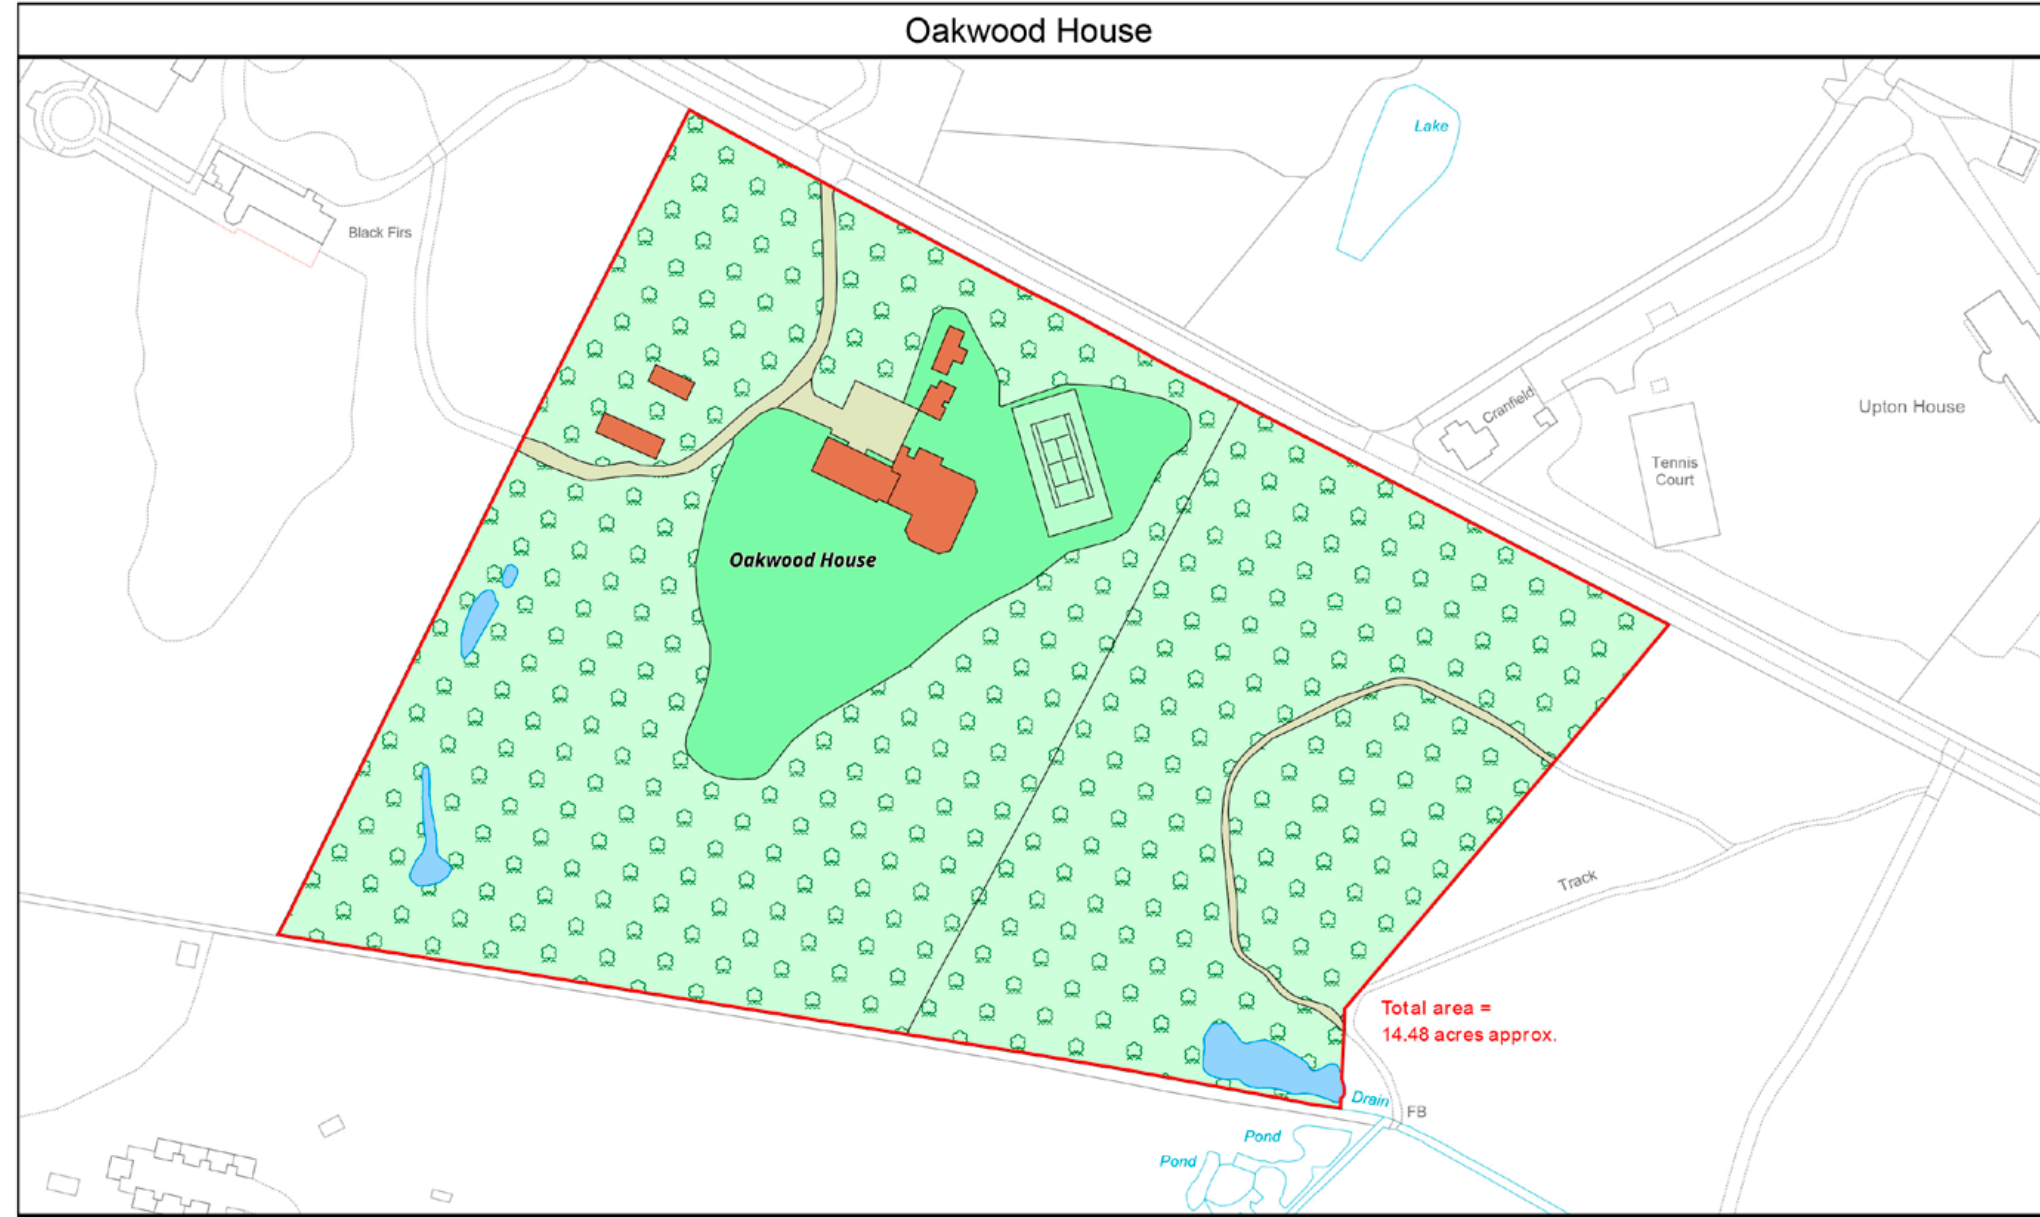 Oakwood House
Lake
Black Firs
Cranfield
Upton House
Tennis
Court
Oakwood House
Track
Total area =
14.48 acres approx.
Drain
FB
Pond
Pond